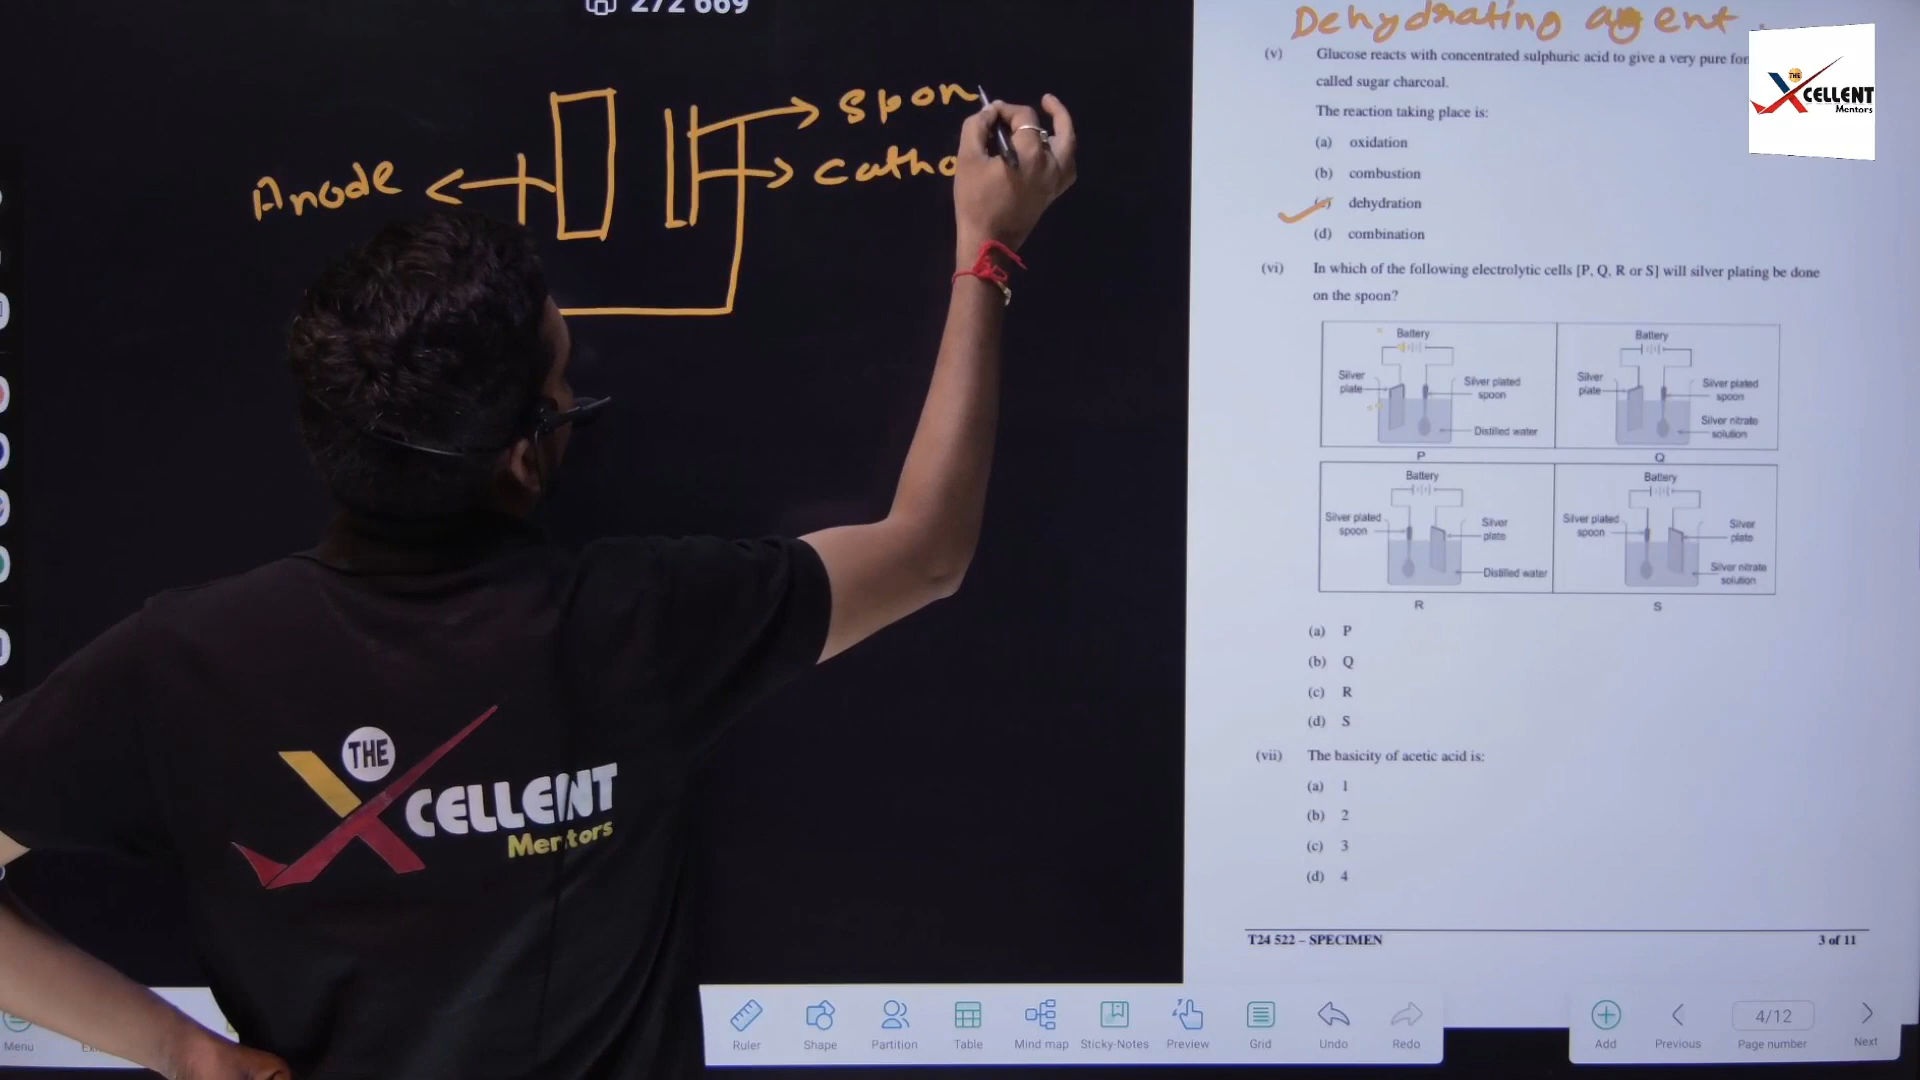 272 669
Dehydrating agent
(v) Glucose reacts with concentrated sulphuric acid to give a very pure
called sugar charcoal.
The reaction taking place is:
(a) oxidation
(b) combustion
dehydration
(d) combination
(vi) In which of the following electrolytic cells [P, Q, R or S] will silver plating be done
on the spoon?
Battery
Silver plate
Silver plated spoon
Distilled water
P
Battery
Silver plate
Silver plated spoon
Silver nitrate solution
Q
Battery
Silver plated spoon
Silver plate
Distilled water
R
Battery
Silver plated spoon
Silver plate
Silver nitrate solution
S
(a) P
(b) Q
(c) R
(d) S
(vii) The basicity of acetic acid is:
(a) 1
(b) 2
(c) 3
(d) 4
T24 522 – SPECIMEN 3 of 11
Spon
Catho
Anode
THE
XCELLENT
Mentors
THE
XCELLENT
Mentors
Menu
Ruler Shape Partition Table Mind map Sticky-Notes Preview Grid Undo Redo
Add Previous 4/12 Page number Next